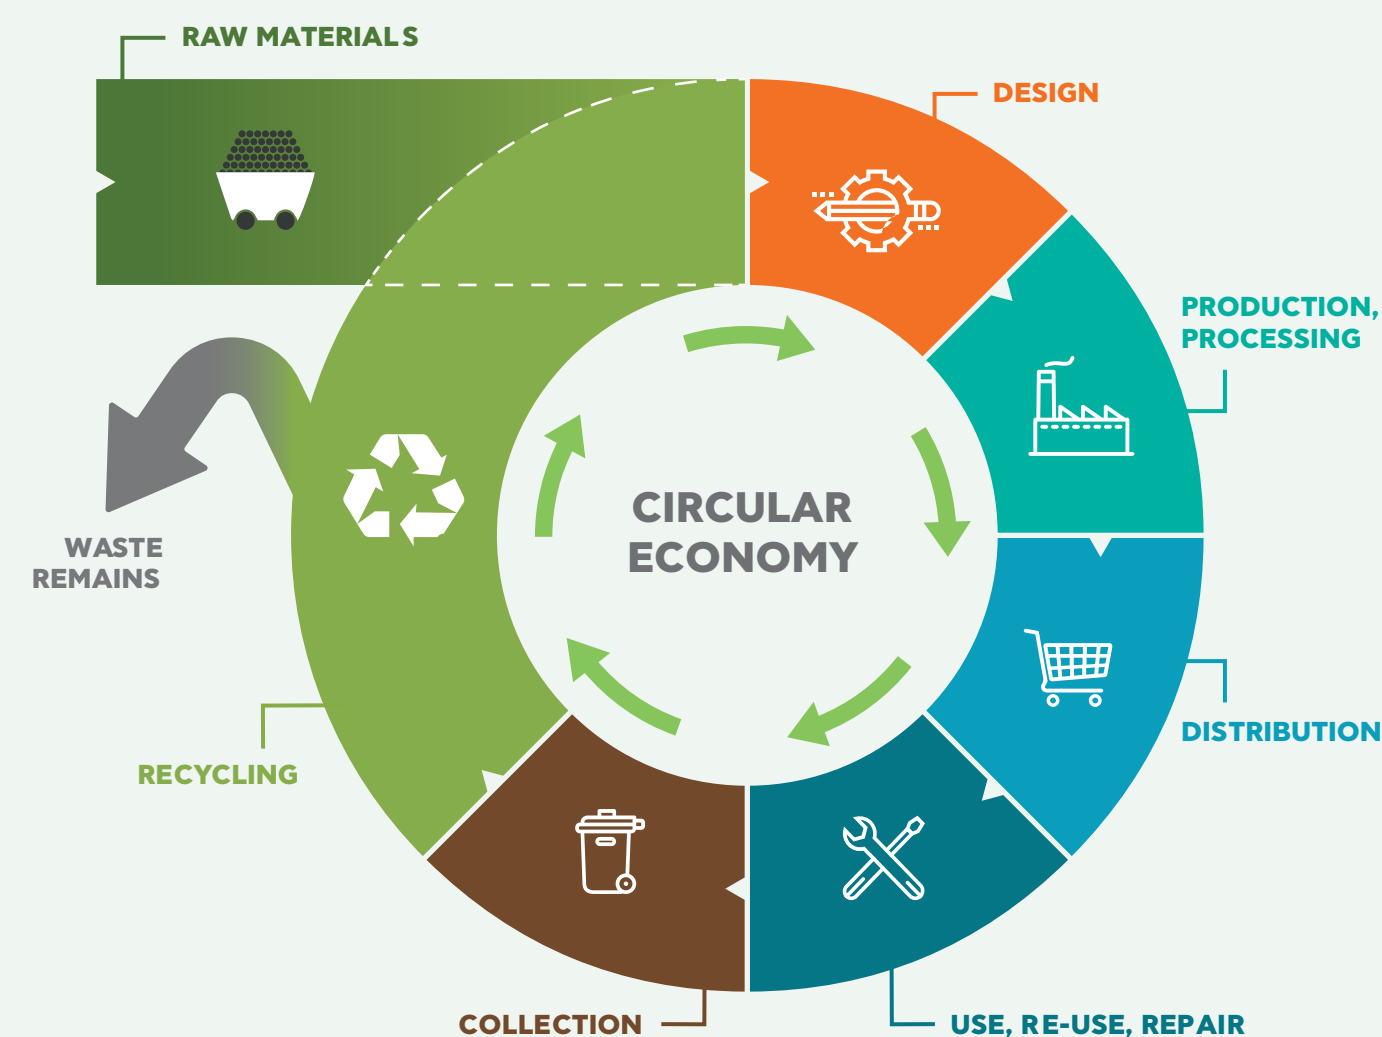 RAW MATERIALS
DESIGN
PRODUCTION,
PROCESSING
CIRCULAR
ECONOMY
WASTE
REMAINS
DISTRIBUTION
RECYCLING
COLLECTION
USE, RE-USE, REPAIR